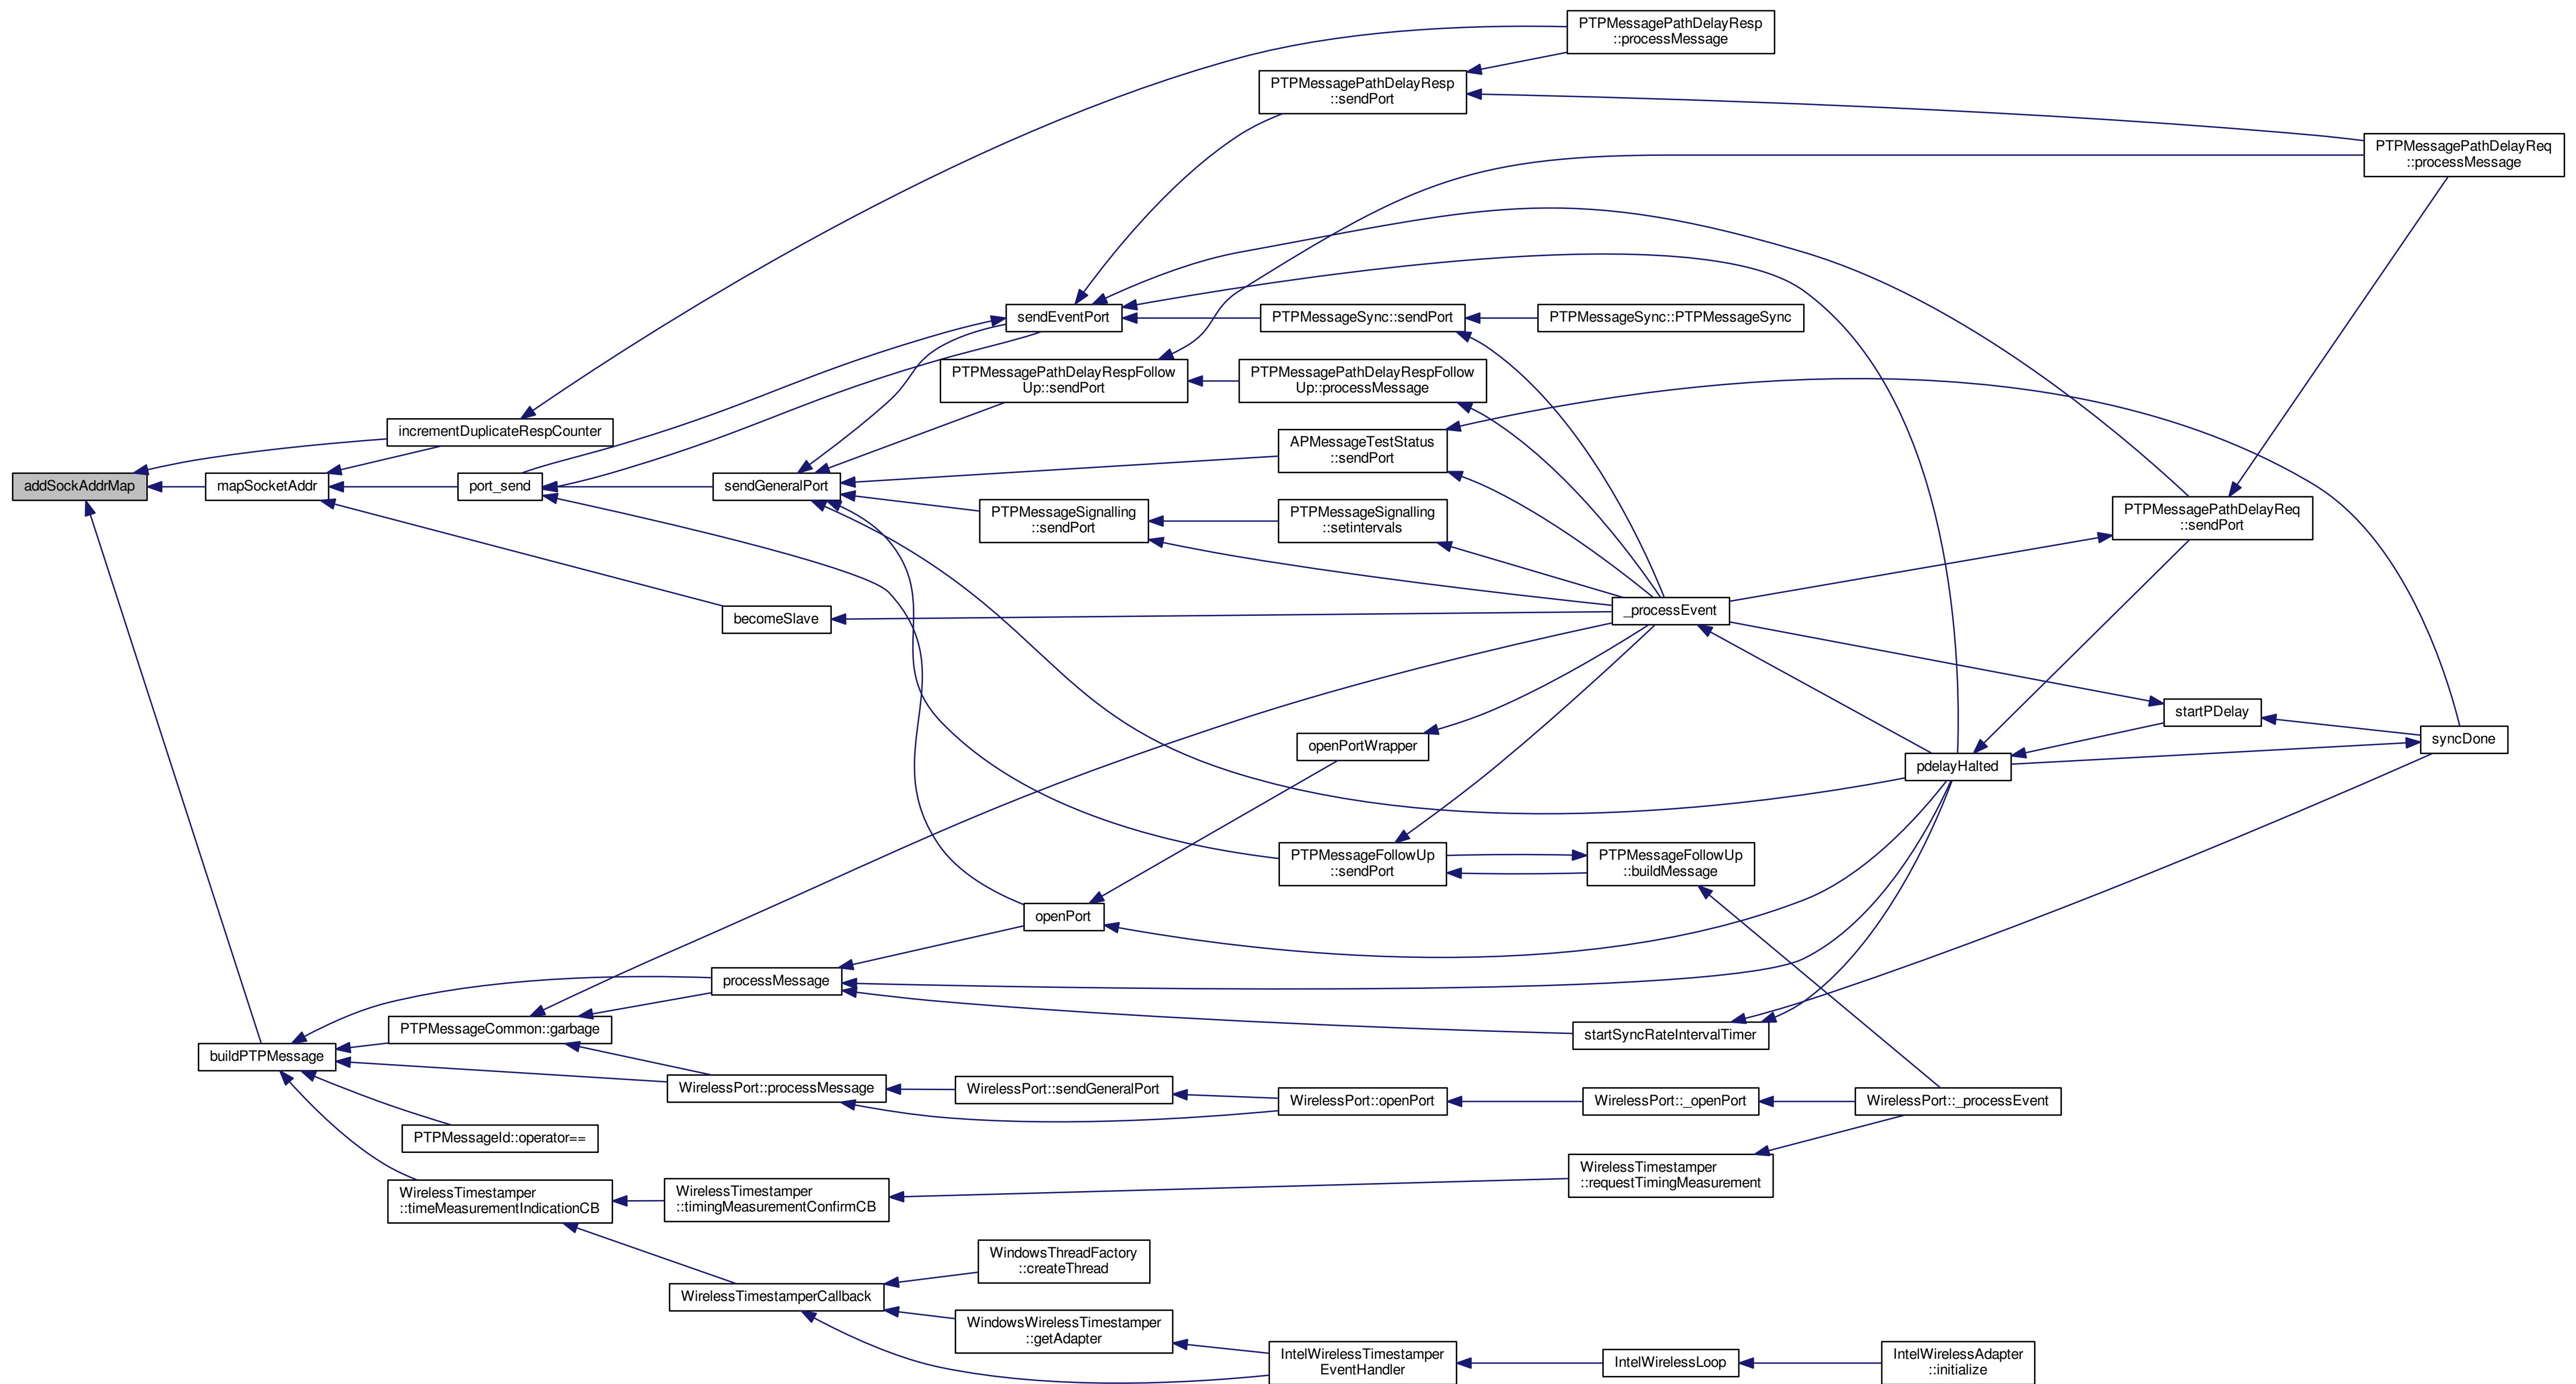 PTPMessagePathDelayResp
::processMessage
PTPMessagePathDelayResp
::sendPort
PTPMessagePathDelayReq
::processMessage
sendEventPort
PTPMessageSync::sendPort
PTPMessageSync::PTPMessageSync
PTPMessagePathDelayRespFollow
Up::sendPort
PTPMessagePathDelayRespFollow
Up::processMessage
incrementDuplicateRespCounter
APMessageTestStatus
::sendPort
addSockAddrMap
mapSocketAddr
port_send
sendGeneralPort
PTPMessageSignalling
::sendPort
PTPMessageSignalling
::setintervals
PTPMessagePathDelayReq
::sendPort
becomeSlave
_processEvent
startPDelay
openPortWrapper
syncDone
pdelayHalted
PTPMessageFollowUp
::sendPort
PTPMessageFollowUp
::buildMessage
openPort
processMessage
PTPMessageCommon::garbage
startSyncRateIntervalTimer
buildPTPMessage
WirelessPort::processMessage
WirelessPort::sendGeneralPort
WirelessPort::openPort
WirelessPort::_openPort
WirelessPort::_processEvent
PTPMessageId::operator==
WirelessTimestamper
::timeMeasurementIndicationCB
WirelessTimestamper
::timingMeasurementConfirmCB
WirelessTimestamper
::requestTimingMeasurement
WindowsThreadFactory
::createThread
WirelessTimestamperCallback
WindowsWirelessTimestamper
::getAdapter
IntelWirelessTimestamper
EventHandler
IntelWirelessLoop
IntelWirelessAdapter
::initialize